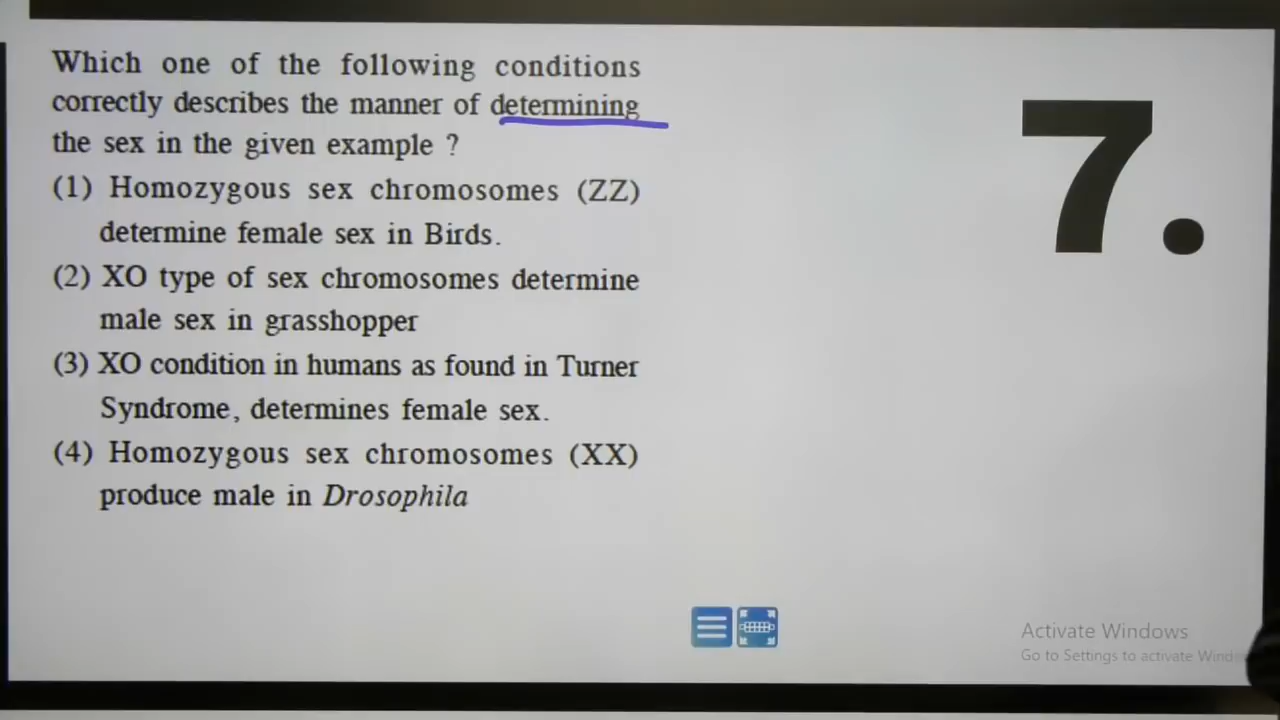 Which one of the following conditions
correctly describes the manner of determining
the sex in the given example ?
(1) Homozygous sex chromosomes (ZZ)
determine female sex in Birds.
(2) XO type of sex chromosomes determine
male sex in grasshopper
(3) XO condition in humans as found in Turner
Syndrome, determines female sex.
(4) Homozygous sex chromosomes (XX)
produce male in Drosophila
7.
Activate Windows
Go to Settings to activate